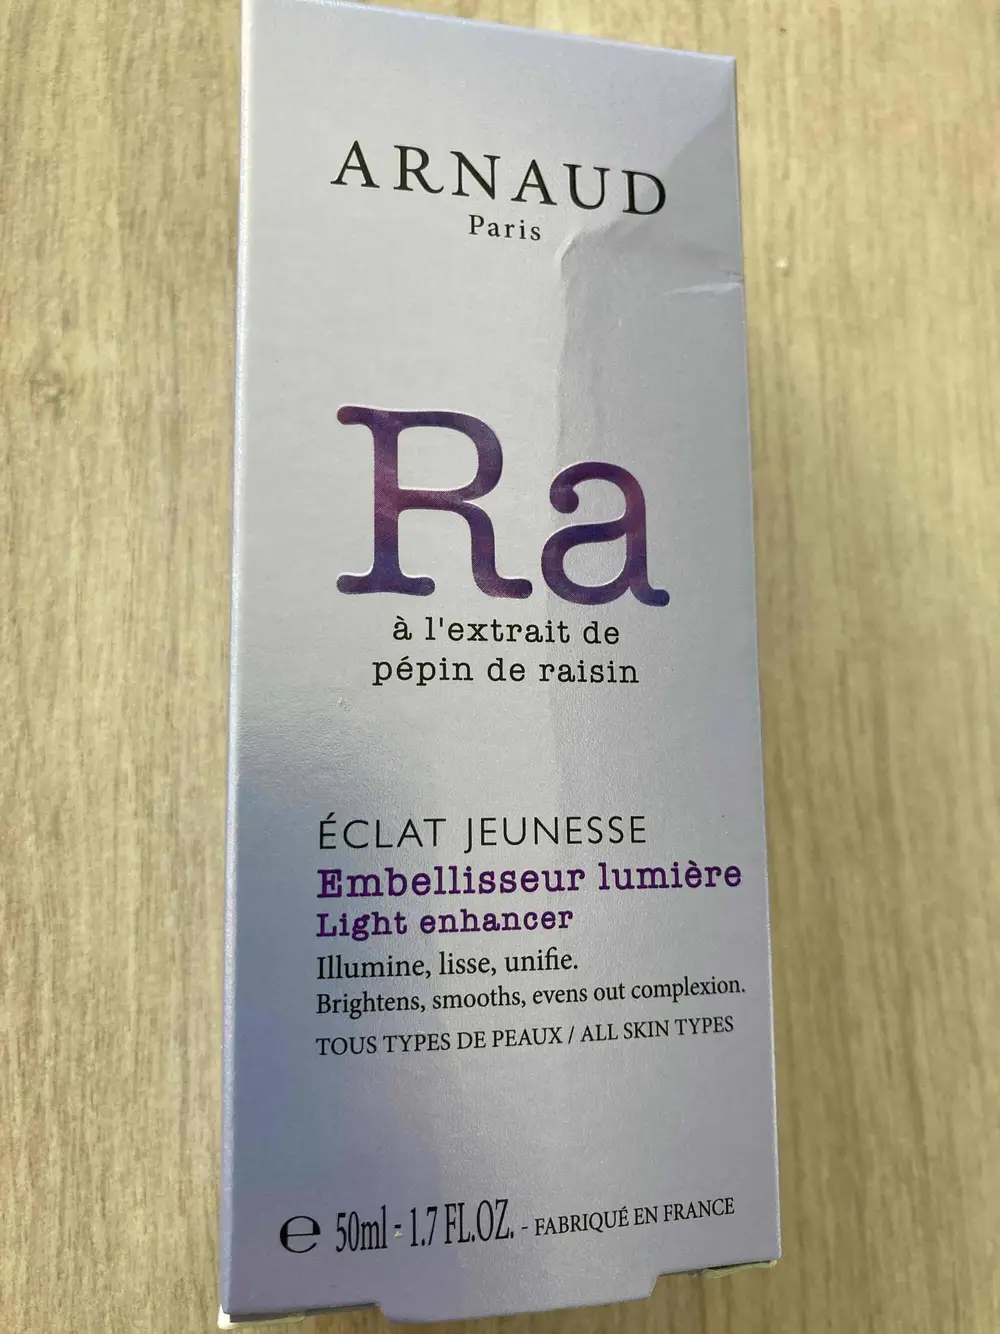 ARNAUD
Paris
Ra
à l'extrait de
pépin de raisin
ÉCLAT JEUNESSE
Embellisseur lumière
Light enhancer
Illumine, lisse, unifie.
Brightens, smooths, evens out complexion.
TOUS TYPES DE PEAUX / ALL SKIN TYPES
℮ 50ml - 1.7 FL.OZ. - FABRIQUÉ EN FRANCE